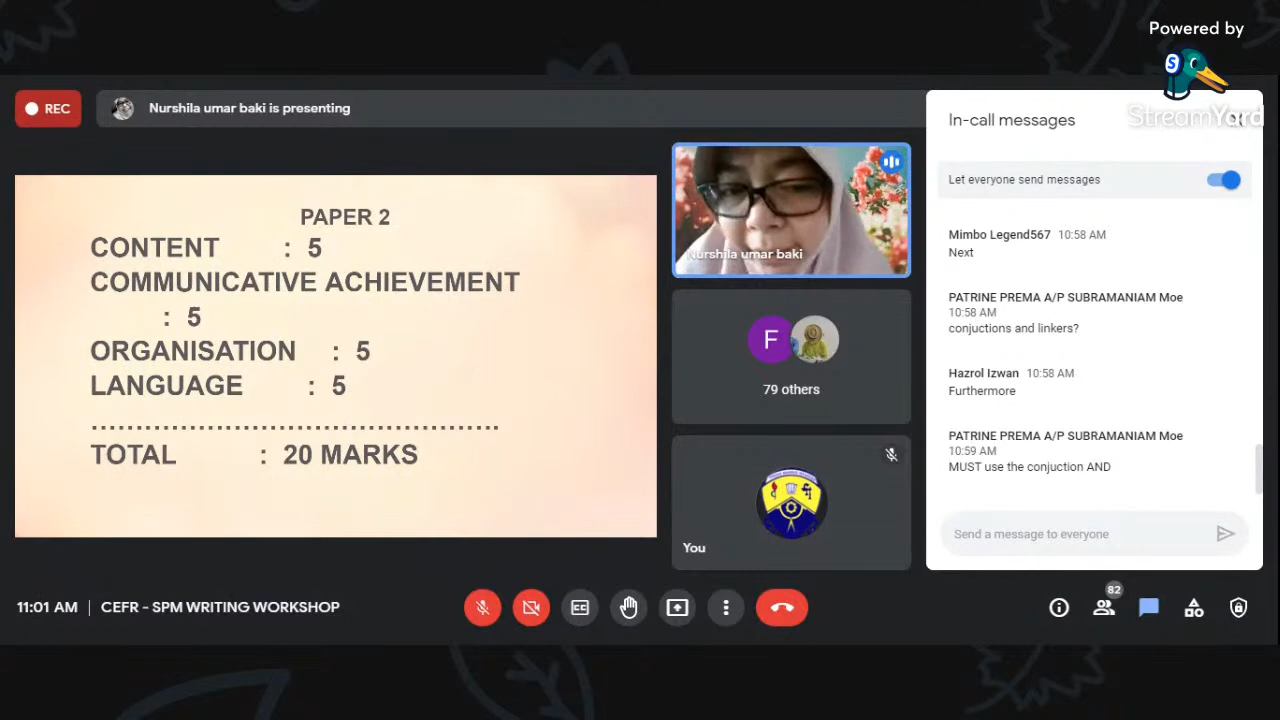 Powered by
S
StreamYard
REC
Nurshila umar baki is presenting
PAPER 2
CONTENT : 5
COMMUNICATIVE ACHIEVEMENT
: 5
ORGANISATION : 5
LANGUAGE : 5
.............................................
TOTAL : 20 MARKS
Nurshila umar baki
F
79 others
You
In-call messages
Let everyone send messages
Mimbo Legend567 10:58 AM
Next
PATRINE PREMA A/P SUBRAMANIAM Moe
10:58 AM
conjuctions and linkers?
Hazrol Izwan 10:58 AM
Furthermore
PATRINE PREMA A/P SUBRAMANIAM Moe
10:59 AM
MUST use the conjuction AND
Send a message to everyone
11:01 AM | CEFR - SPM WRITING WORKSHOP
82